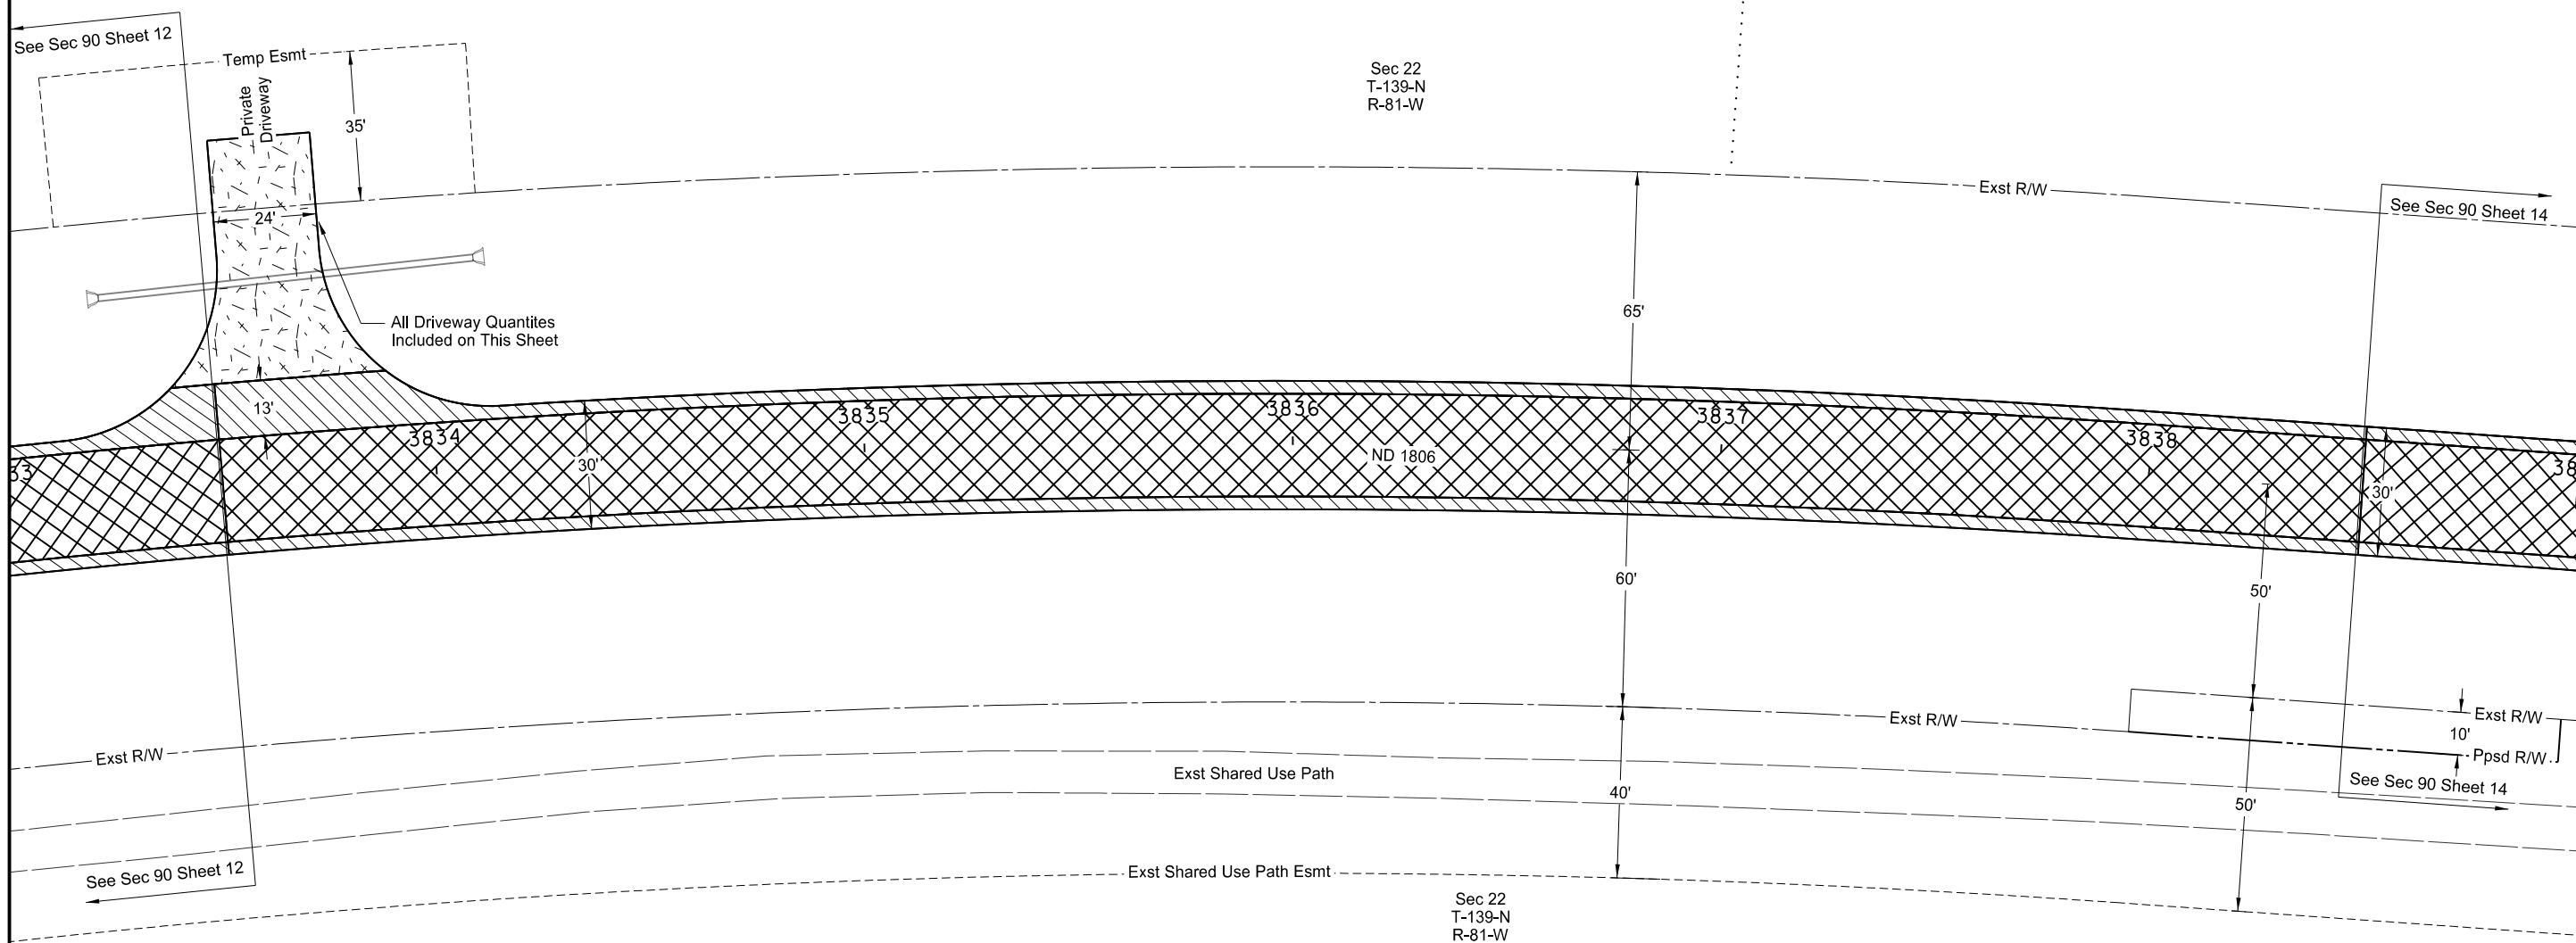 See Sec 90 Sheet 12
Temp Esmt
Private
Driveway
35'
Sec 22
T-139-N
R-81-W
Exst R/W
See Sec 90 Sheet 14
24'
65'
All Driveway Quantites
Included on This Sheet
13'
3834
3835
3836
3837
3838
ND 1806
30'
30'
33
38
60'
50'
Exst R/W
Exst R/W
Exst R/W
10'
Ppsd R/W
Exst Shared Use Path
See Sec 90 Sheet 14
40'
50'
See Sec 90 Sheet 12
Exst Shared Use Path Esmt
Sec 22
T-139-N
R-81-W